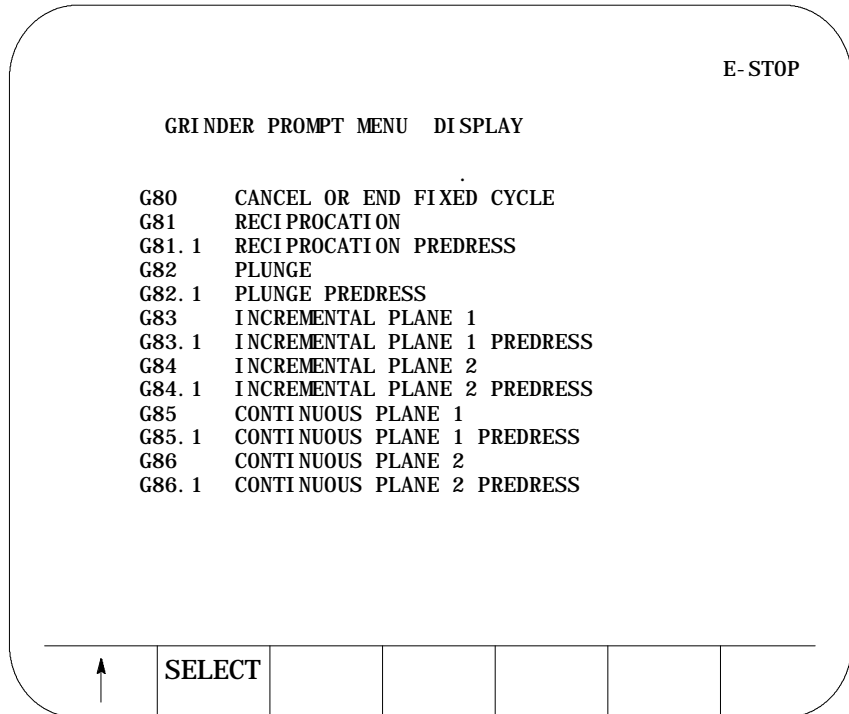 E-STOP
GRINDER PROMPT MENU DISPLAY
G80 CANCEL OR END FIXED CYCLE
G81 RECIPROCATION
G81.1 RECIPROCATION PREDRESS
G82 PLUNGE
G82.1 PLUNGE PREDRESS
G83 INCREMENTAL PLANE 1
G83.1 INCREMENTAL PLANE 1 PREDRESS
G84 INCREMENTAL PLANE 2
G84.1 INCREMENTAL PLANE 2 PREDRESS
G85 CONTINUOUS PLANE 1
G85.1 CONTINUOUS PLANE 1 PREDRESS
G86 CONTINUOUS PLANE 2
G86.1 CONTINUOUS PLANE 2 PREDRESS
SELECT